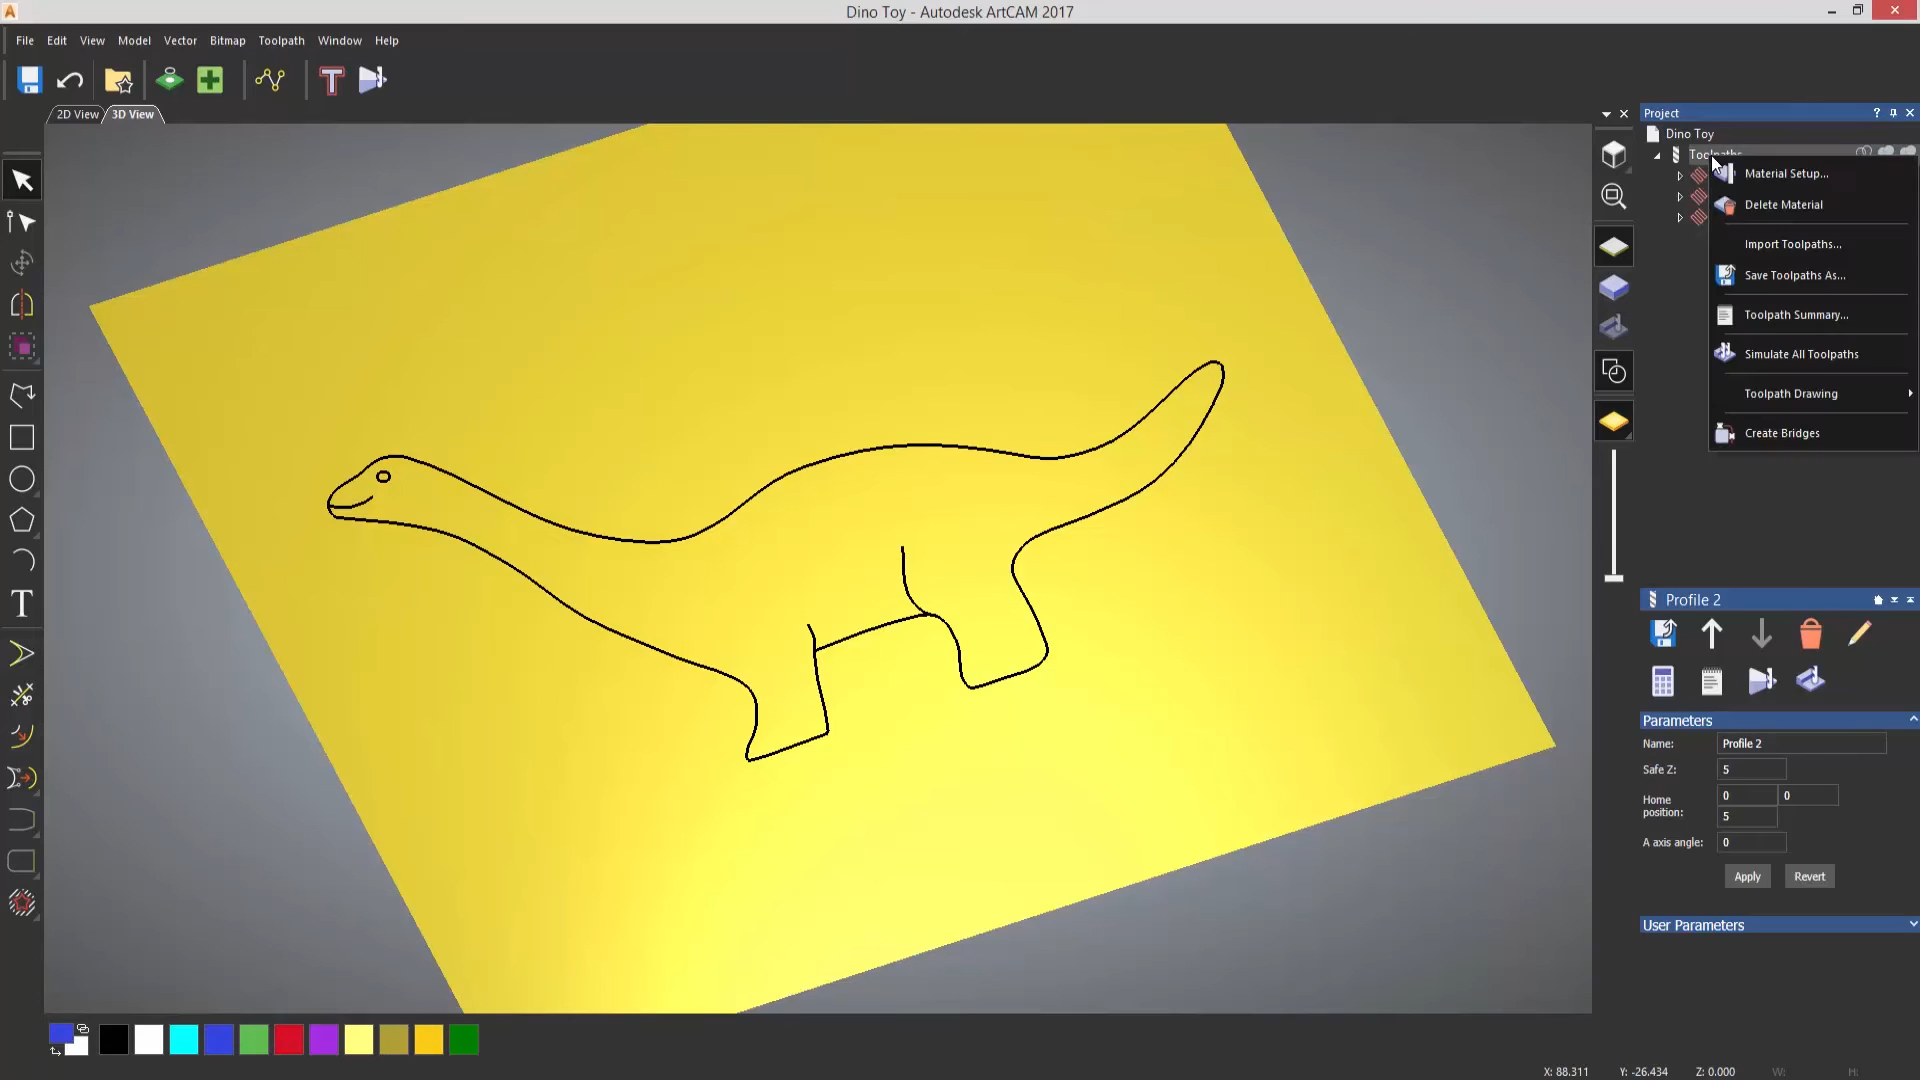 Dino Toy - Autodesk ArtCAM 2017
File Edit View Model Vector Bitmap Toolpath Window Help
2D View 3D View
Project
Dino Toy
Toolpaths
Material Setup...
Delete Material
Import Toolpaths...
Save Toolpaths As...
Toolpath Summary...
Simulate All Toolpaths
Toolpath Drawing
Create Bridges
Profile 2
Parameters
Name: Profile 2
Safe Z: 5
Home position: 0 0
5
A axis angle: 0
Apply Revert
User Parameters
X: 88.311 Y: -26.434 Z: 0.000 W: H: